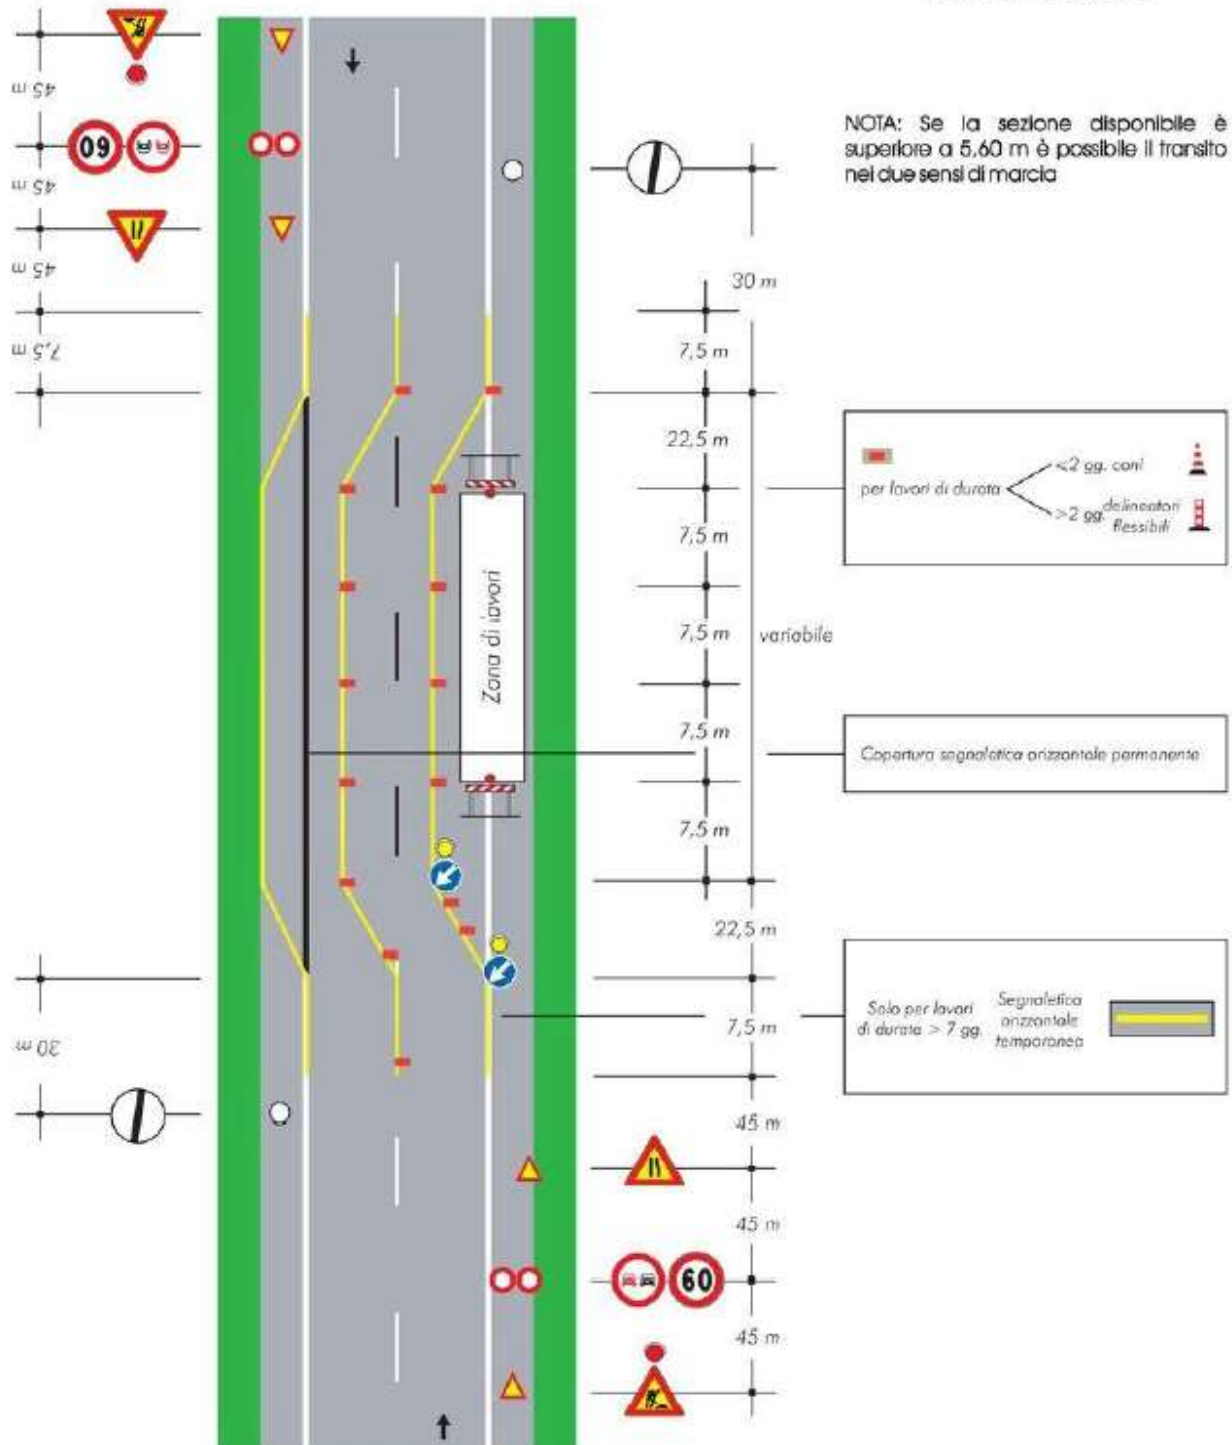 45 m
60
45 m
45 m
7,5 m
30 m
NOTA: Se la sezione disponibile è
superiore a 5,60 m è possibile il transito
nei due sensi di marcia
30 m
7,5 m
22,5 m
7,5 m
7,5 m
7,5 m
7,5 m
variabile
22,5 m
7,5 m
45 m
45 m
60
45 m
Zona di lavori
per lavori di durata
<2 gg. coni
>2 gg. delineatori
flessibili
Copertura segnaletica orizzontale permanente
Solo per lavori
di durata > 7 gg.
Segnaletica
orizzontale
temporanea